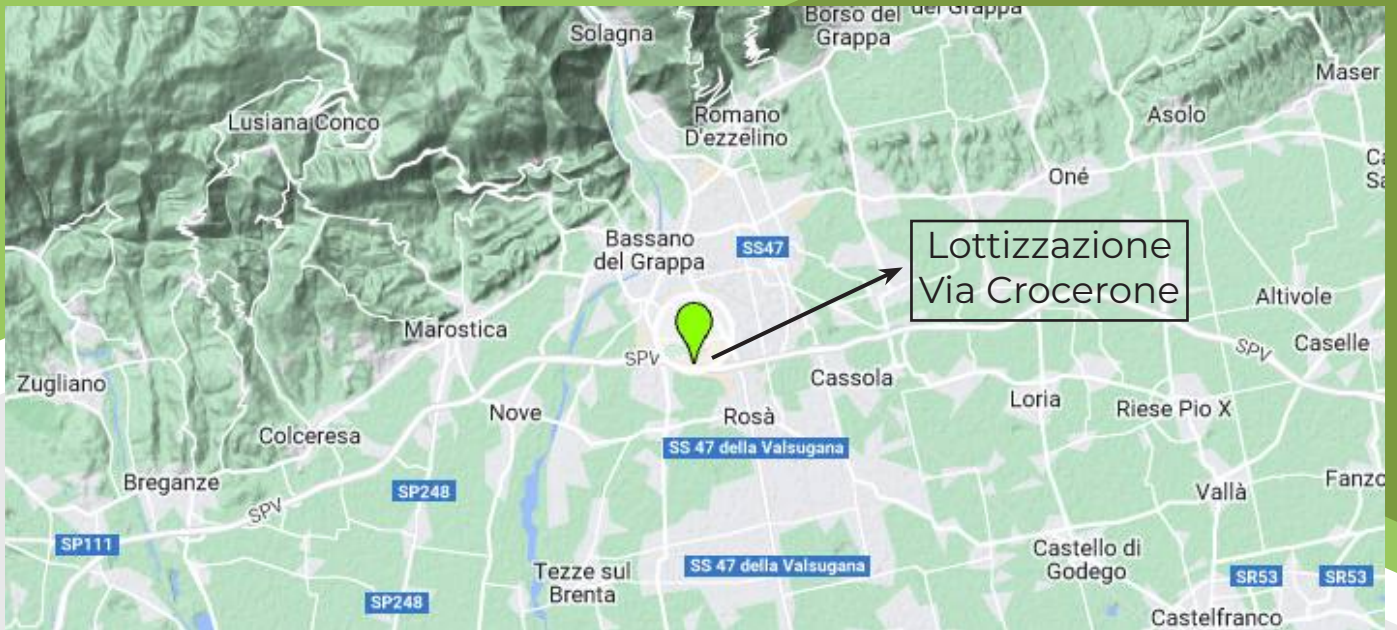 Borso del
Grappa
del Grappa
Solagna
Maser
Romano
D'ezzelino
Asolo
Lusiana Conco
Oné
Bassano
del Grappa
SS47
Lottizzazione
Via Crocerone
Altivole
Marostica
SPV
SPV
Caselle
Zugliano
Cassola
Loria
Riese Pio X
Nove
Rosà
Colceresa
SS 47 della Valsugana
Breganze
SP248
Vallà
Fanzo
SPV
SP111
Castello di
Godego
Tezze sul
Brenta
SS 47 della Valsugana
SR53
SR53
SP248
Castelfranco